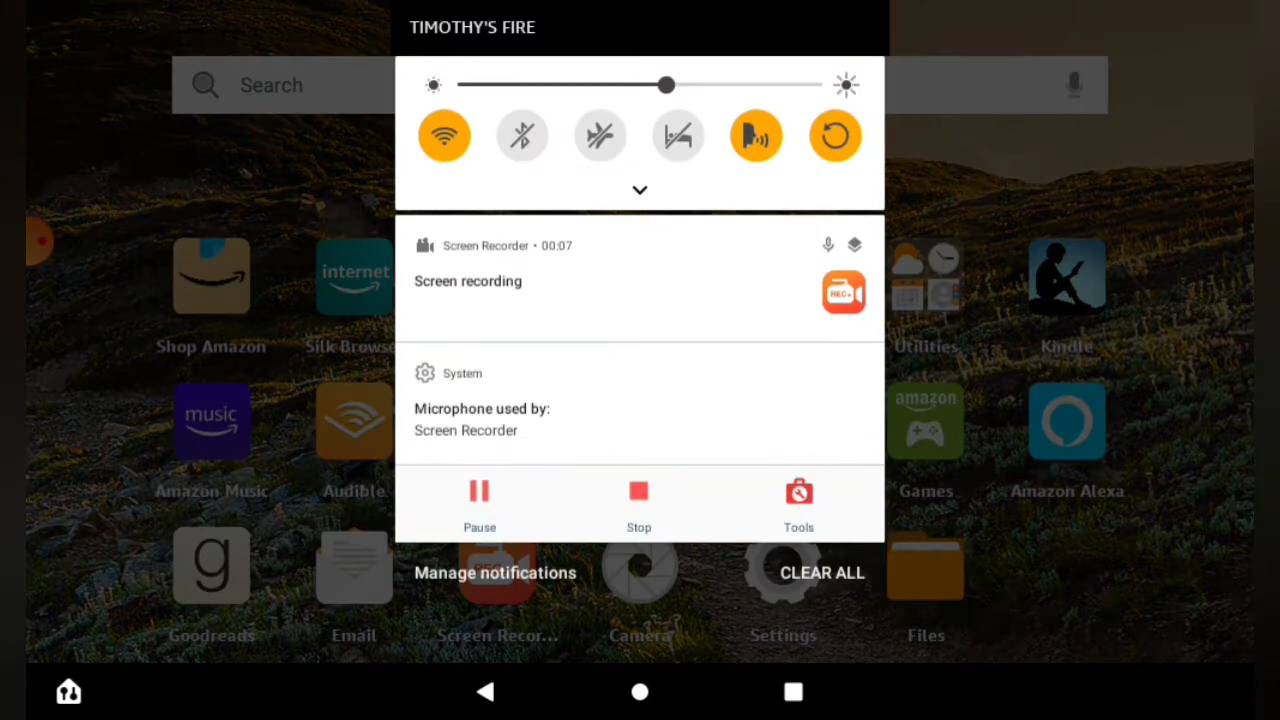 TIMOTHY'S FIRE
Search
Screen Recorder • 00:07
Screen recording
REC
System
Microphone used by:
Screen Recorder
Pause
Stop
Tools
Manage notifications
CLEAR ALL
internet
Shop Amazon
Silk Browse
Utilities
Kindle
music
amazon
Amazon Music
Audible
Games
Amazon Alexa
g
REC
Goodreads
Email
Screen Recor...
Camera
Settings
Files